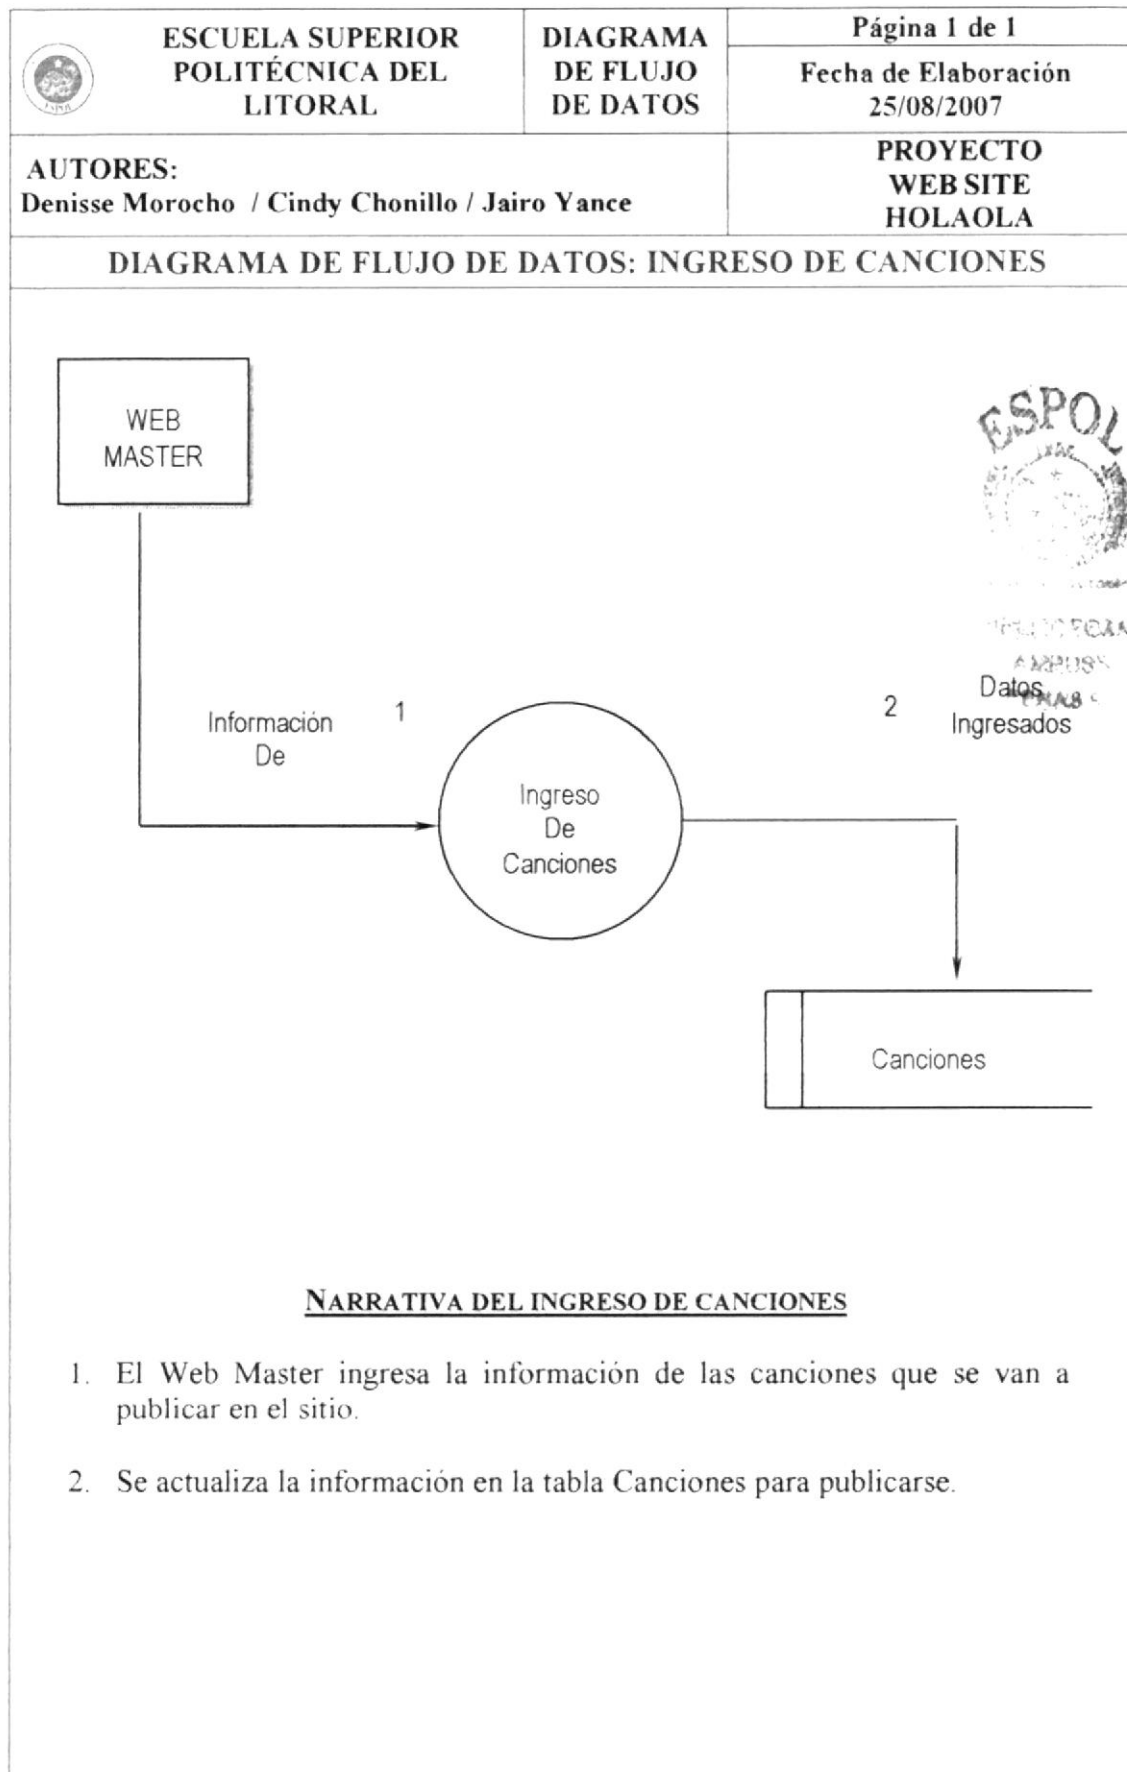 ESCUELA SUPERIOR
POLITÉCNICA DEL
LITORAL
DIAGRAMA
DE FLUJO
DE DATOS
Página 1 de 1
Fecha de Elaboración
25/08/2007
AUTORES:
Denisse Morocho / Cindy Chonillo / Jairo Yance
PROYECTO
WEB SITE
HOLAOLA
DIAGRAMA DE FLUJO DE DATOS: INGRESO DE CANCIONES
WEB
MASTER
ESPOL
Información
De
1
2
Datos
Ingresados
Ingreso
De
Canciones
Canciones
NARRATIVA DEL INGRESO DE CANCIONES
1. El Web Master ingresa la información de las canciones que se van a
publicar en el sitio.
2. Se actualiza la información en la tabla Canciones para publicarse.